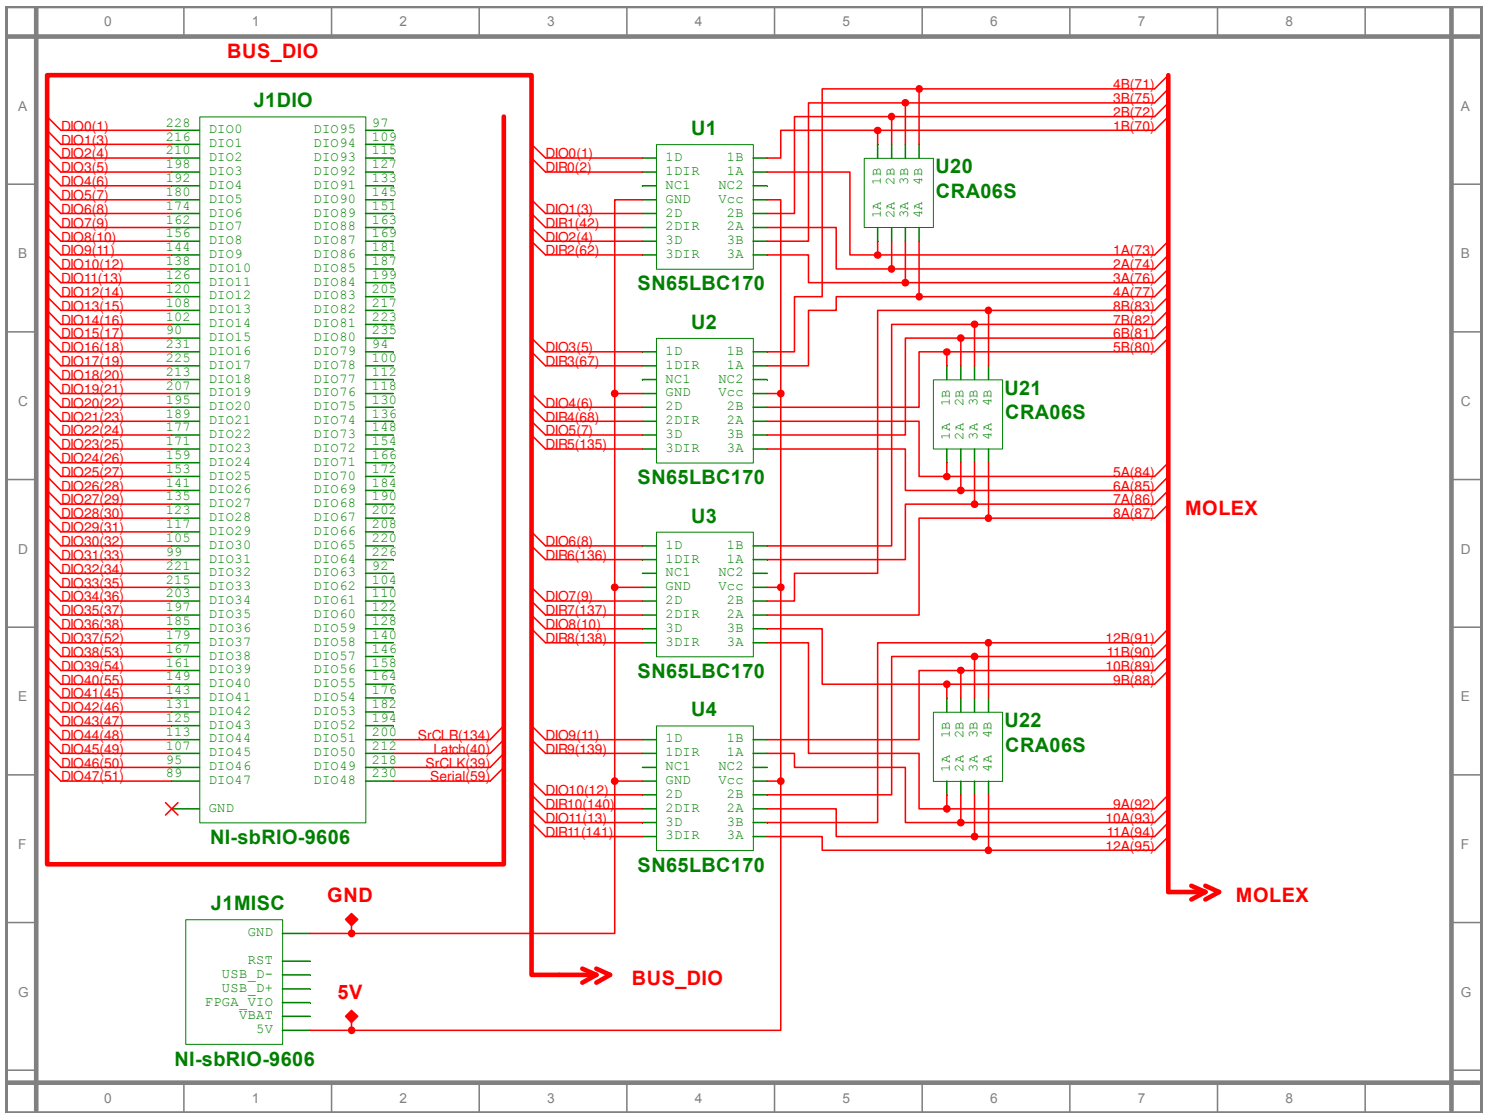 0 1 2 3 4 5 6 7 8
A
B
C
D
E
F
G
A
B
C
D
E
F
G
BUS_DIO
J1DIO
DIO0(1) 228 DIO0 DIO95 97
DIO1(3) 216 DIO1 DIO94 109
DIO2(4) 210 DIO2 DIO93 115
DIO3(5) 198 DIO3 DIO92 127
DIO4(6) 192 DIO4 DIO91 133
DIO5(7) 180 DIO5 DIO90 145
DIO6(8) 174 DIO6 DIO89 151
DIO7(9) 162 DIO7 DIO88 163
DIO8(10) 156 DIO8 DIO87 169
DIO9(11) 144 DIO9 DIO86 181
DIO10(12) 138 DIO10 DIO85 187
DIO11(13) 126 DIO11 DIO84 199
DIO12(14) 120 DIO12 DIO83 205
DIO13(15) 108 DIO13 DIO82 217
DIO14(16) 102 DIO14 DIO81 223
DIO15(17) 90 DIO15 DIO80 235
DIO16(18) 231 DIO16 DIO79 94
DIO17(19) 225 DIO17 DIO78 100
DIO18(20) 213 DIO18 DIO77 112
DIO19(21) 207 DIO19 DIO76 118
DIO20(22) 195 DIO20 DIO75 130
DIO21(23) 189 DIO21 DIO74 136
DIO22(24) 177 DIO22 DIO73 148
DIO23(25) 171 DIO23 DIO72 154
DIO24(26) 159 DIO24 DIO71 166
DIO25(27) 153 DIO25 DIO70 172
DIO26(28) 141 DIO26 DIO69 184
DIO27(29) 135 DIO27 DIO68 190
DIO28(30) 123 DIO28 DIO67 202
DIO29(31) 117 DIO29 DIO66 208
DIO30(32) 105 DIO30 DIO65 220
DIO31(33) 99 DIO31 DIO64 226
DIO32(34) 221 DIO32 DIO63 92
DIO33(35) 215 DIO33 DIO62 104
DIO34(36) 203 DIO34 DIO61 110
DIO35(37) 197 DIO35 DIO60 122
DIO36(38) 185 DIO36 DIO59 128
DIO37(52) 179 DIO37 DIO58 140
DIO38(53) 167 DIO38 DIO57 146
DIO39(54) 161 DIO39 DIO56 158
DIO40(55) 149 DIO40 DIO55 164
DIO41(45) 143 DIO41 DIO54 176
DIO42(46) 131 DIO42 DIO53 182
DIO43(47) 125 DIO43 DIO52 194
DIO44(48) 113 DIO44 DIO51 200 SrCLR(134)
DIO45(49) 107 DIO45 DIO50 212 Latch(40)
DIO46(50) 95 DIO46 DIO49 218 SrCLK(39)
DIO47(51) 89 DIO47 DIO48 230 Serial(59)
GND
NI-sbRIO-9606
J1MISC
GND
GND
RST
USB_D-
USB_D+
FPGA_VIO
VBAT
5V
5V
NI-sbRIO-9606
U1
DIO0(1) 1D 1B
DIR0(2) 1DIR 1A
NC1 NC2
GND Vcc
DIO1(3) 2D 2B
DIR1(42) 2DIR 2A
DIO2(4) 3D 3B
DIR2(62) 3DIR 3A
SN65LBC170
U2
DIO3(5) 1D 1B
DIR3(67) 1DIR 1A
NC1 NC2
GND Vcc
DIO4(6) 2D 2B
DIR4(68) 2DIR 2A
DIO5(7) 3D 3B
DIR5(135) 3DIR 3A
SN65LBC170
U3
DIO6(8) 1D 1B
DIR6(136) 1DIR 1A
NC1 NC2
GND Vcc
DIO7(9) 2D 2B
DIR7(137) 2DIR 2A
DIO8(10) 3D 3B
DIR8(138) 3DIR 3A
SN65LBC170
U4
DIO9(11) 1D 1B
DIR9(139) 1DIR 1A
NC1 NC2
GND Vcc
DIO10(12) 2D 2B
DIR10(140) 2DIR 2A
DIO11(13) 3D 3B
DIR11(141) 3DIR 3A
SN65LBC170
BUS_DIO
4B(71)
3B(75)
2B(72)
1B(70)
U20
CRA06S
1B 2B 3B 4B
1A 2A 3A 4A
1A(73)
2A(74)
3A(76)
4A(77)
8B(83)
7B(82)
6B(81)
5B(80)
U21
CRA06S
1B 2B 3B 4B
1A 2A 3A 4A
5A(84)
6A(85)
7A(86)
8A(87)
MOLEX
12B(91)
11B(90)
10B(89)
9B(88)
U22
CRA06S
1B 2B 3B 4B
1A 2A 3A 4A
9A(92)
10A(93)
11A(94)
12A(95)
MOLEX
0 1 2 3 4 5 6 7 8